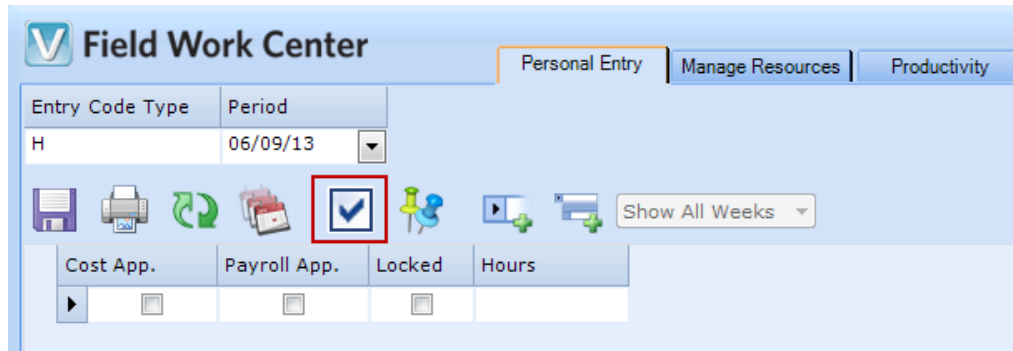 V Field Work Center
Personal Entry Manage Resources Productivity
Entry Code Type Period
H 06/09/13
Show All Weeks
Cost App. Payroll App. Locked Hours